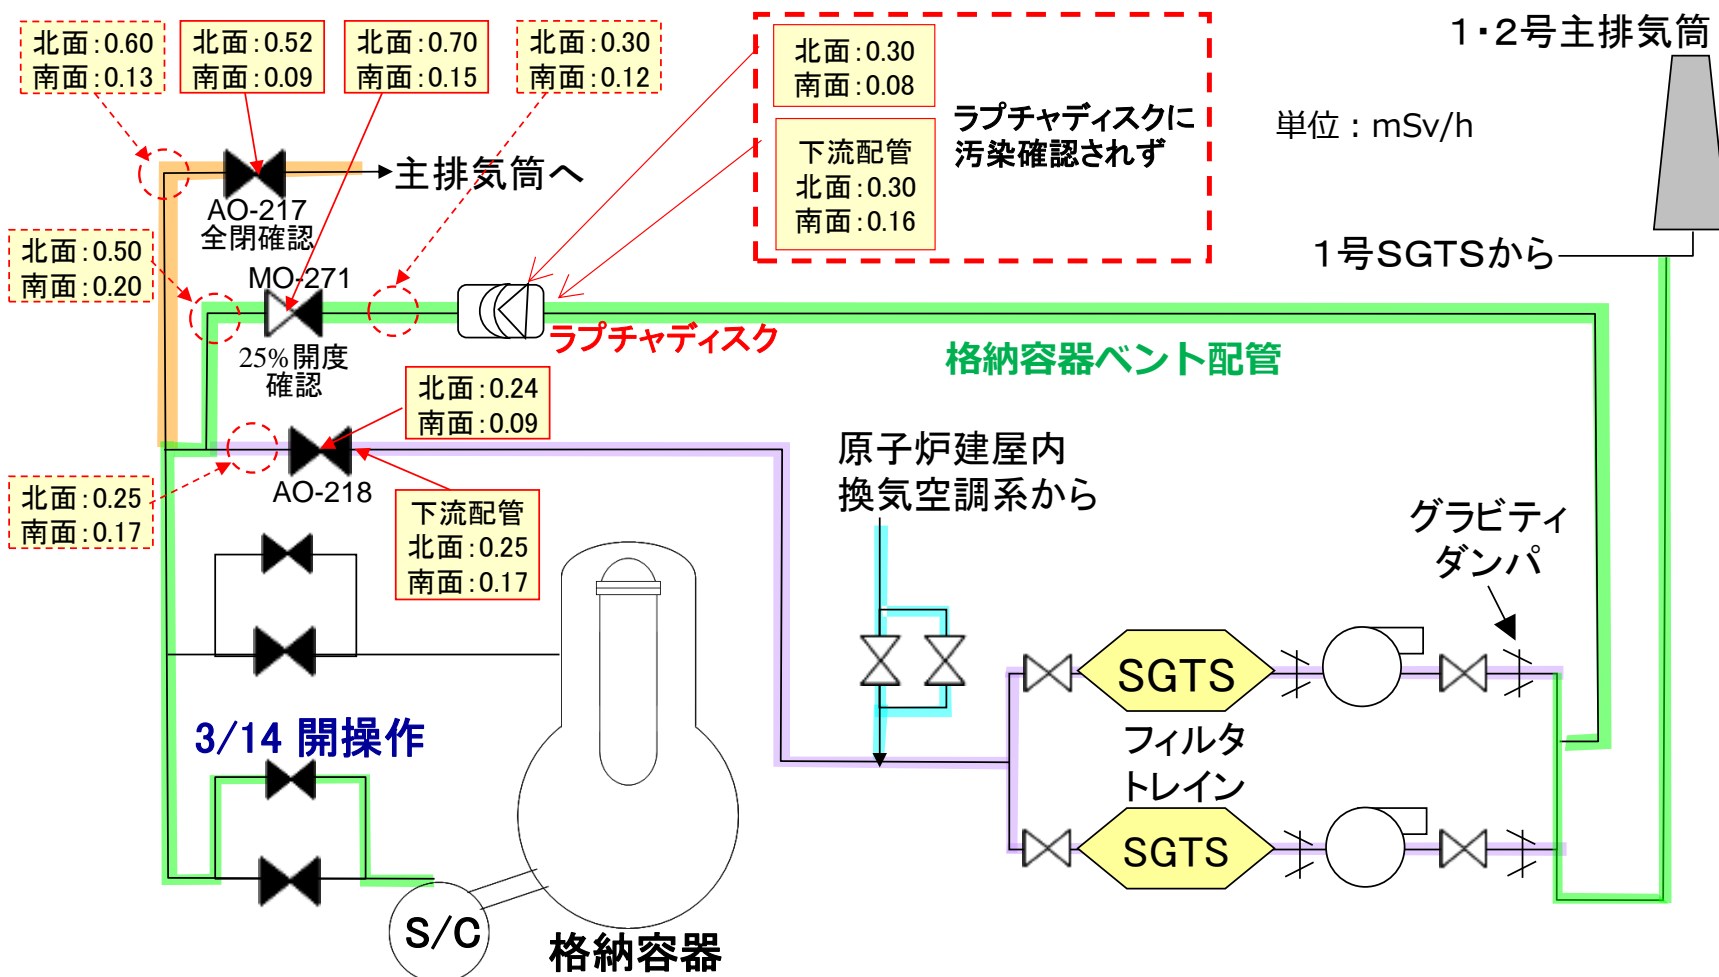 北面:0.60
南面:0.13
北面:0.52
南面:0.09
北面:0.70
南面:0.15
北面:0.30
南面:0.12
北面:0.30
南面:0.08
下流配管
北面:0.30
南面:0.16
ラプチャディスクに
汚染確認されず
1・2号主排気筒
単位:mSv/h
主排気筒へ
AO-217
全閉確認
北面:0.50
南面:0.20
MO-271
25%開度
確認
ラプチャディスク
格納容器ベント配管
1号SGTSから
北面:0.24
南面:0.09
AO-218
北面:0.25
南面:0.17
下流配管
北面:0.25
南面:0.17
原子炉建屋内
換気空調系から
グラビティ
ダンパ
SGTS
フィルタ
トレイン
SGTS
3/14 開操作
S/C
格納容器